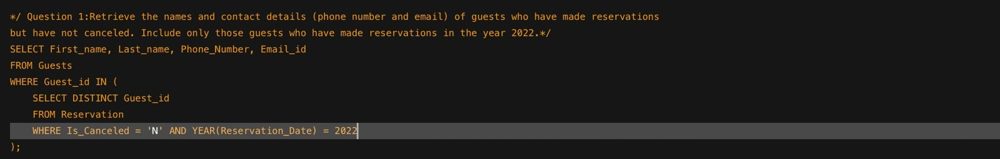 */ Question 1:Retrieve the names and contact details (phone number and email) of guests who have made reservations
but have not canceled. Include only those guests who have made reservations in the year 2022.*/
SELECT First_name, Last_name, Phone_Number, Email_id
FROM Guests
WHERE Guest_id IN (
    SELECT DISTINCT Guest_id
    FROM Reservation
    WHERE Is_Canceled = 'N' AND YEAR(Reservation_Date) = 2022
);